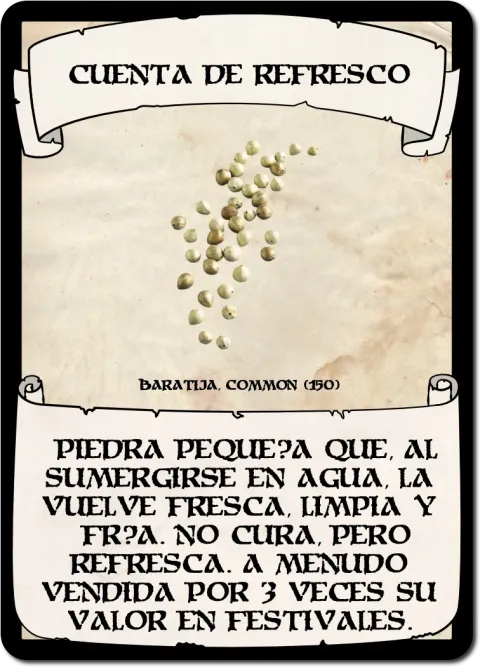 CUENTA DE REFRESCO
BARATIJA, COMMON (150)
PIEDRA PEQUE?A QUE, AL
SUMERGIRSE EN AGUA, LA
VUELVE FRESCA, LIMPIA Y
FR?A. NO CURA, PERO
REFRESCA. A MENUDO
VENDIDA POR 3 VECES SU
VALOR EN FESTIVALES.